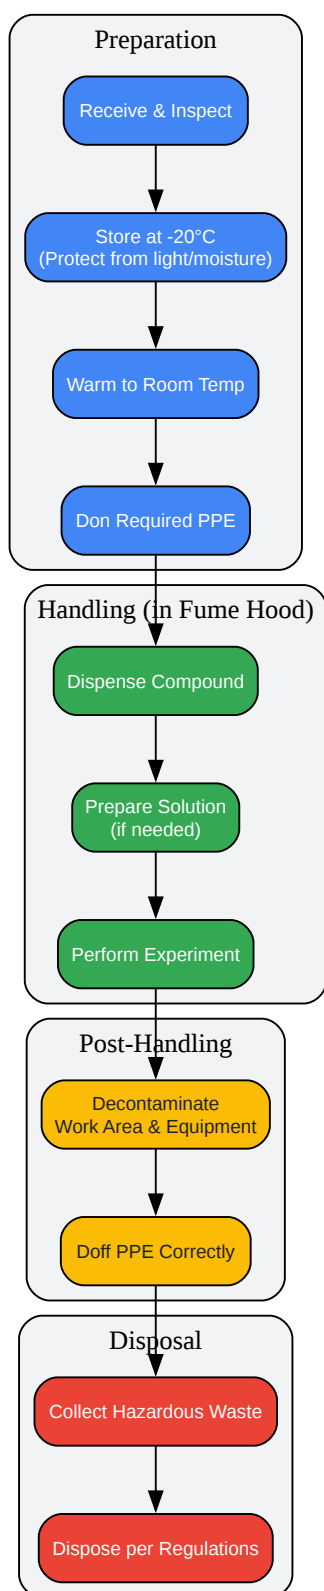 Preparation
Receive & Inspect
Store at -20°C
(Protect from light/moisture)
Warm to Room Temp
Don Required PPE
Handling (in Fume Hood)
Dispense Compound
Prepare Solution
(if needed)
Perform Experiment
Post-Handling
Decontaminate
Work Area & Equipment
Doff PPE Correctly
Disposal
Collect Hazardous Waste
Dispose per Regulations